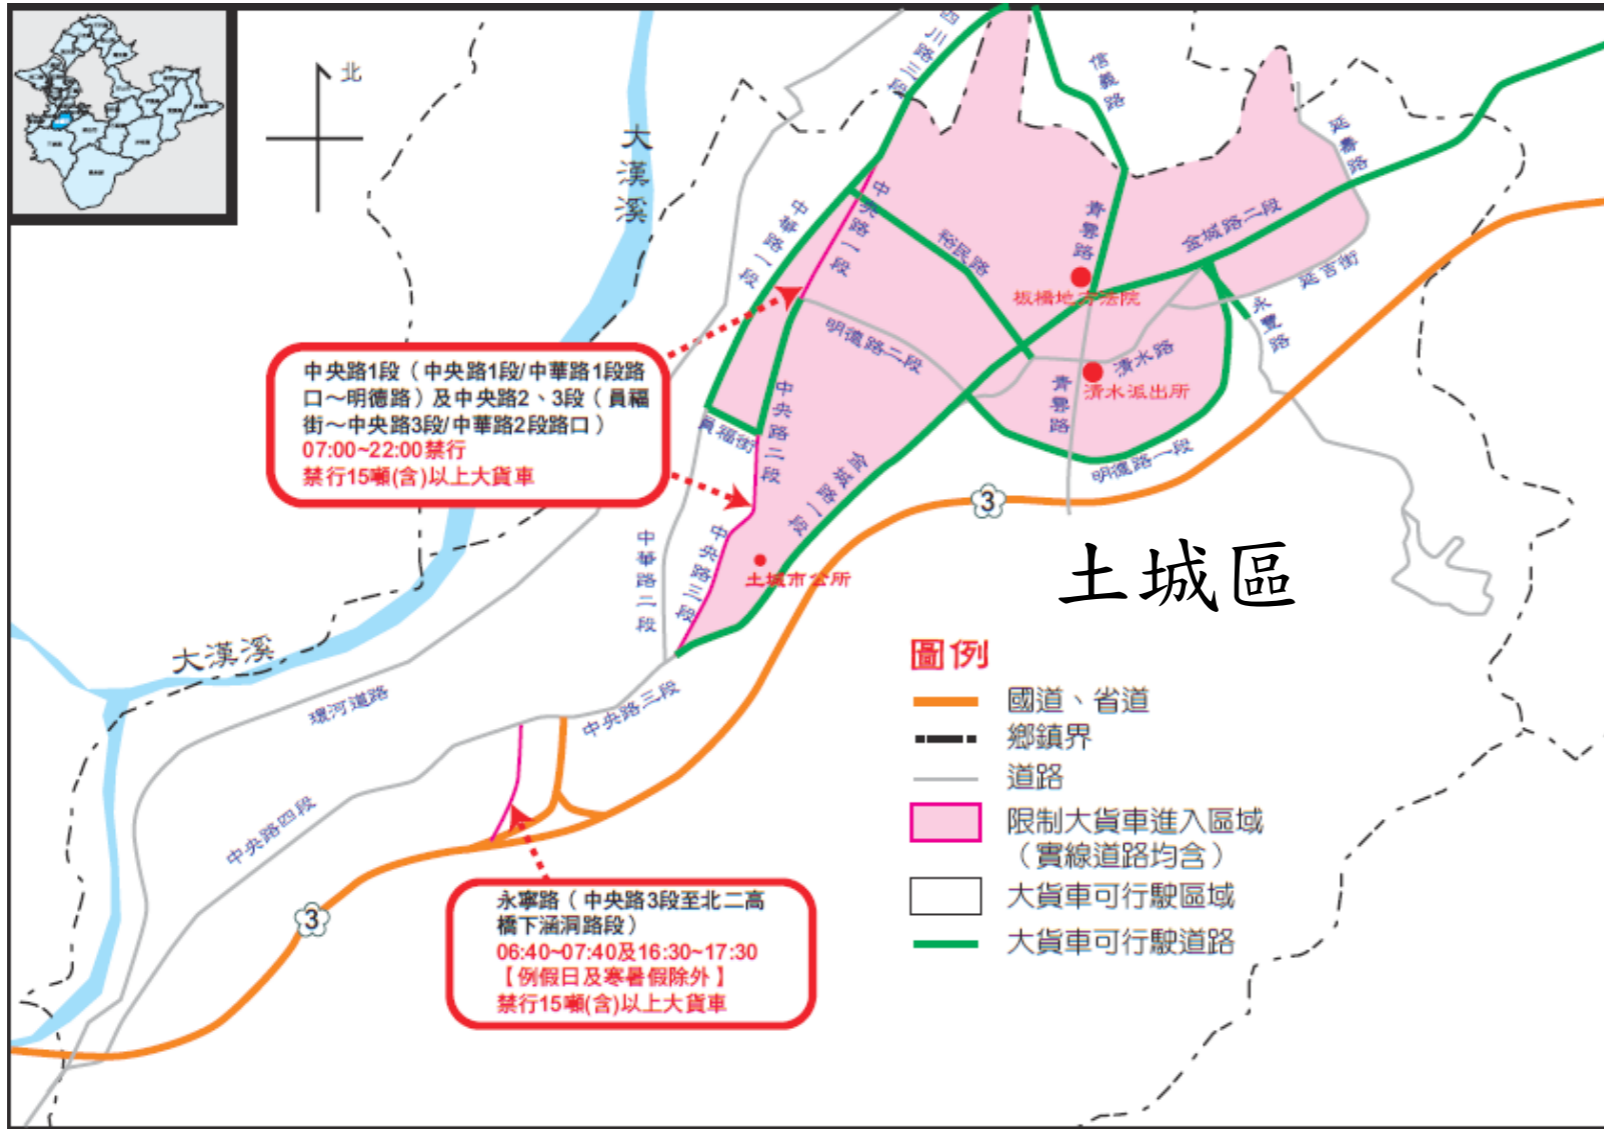 北
四川路三段
信義路
延壽路
大漢溪
中華路一段
中央路一段
裕民路
青雲路
金城路二段
板橋地方法院
延吉街
永豐路
明德路二段
清水路
清水派出所
青雲路
中央路1段（中央路1段/中華路1段路
口～明德路）及中央路2、3段（員福
街～中央路3段/中華路2段路口）
07:00~22:00禁行
禁行15噸(含)以上大貨車
中央路二段
員福街
明德路一段
金城路一段
3
中華路二段
中央路三段
土城市公所
土城區
大漢溪
環河道路
中央路三段
中央路四段
3
永寧路（中央路3段至北二高
橋下涵洞路段）
06:40~07:40及16:30~17:30
【例假日及寒暑假除外】
禁行15噸(含)以上大貨車
圖例
國道、省道
鄉鎮界
道路
限制大貨車進入區域
（實線道路均含）
大貨車可行駛區域
大貨車可行駛道路